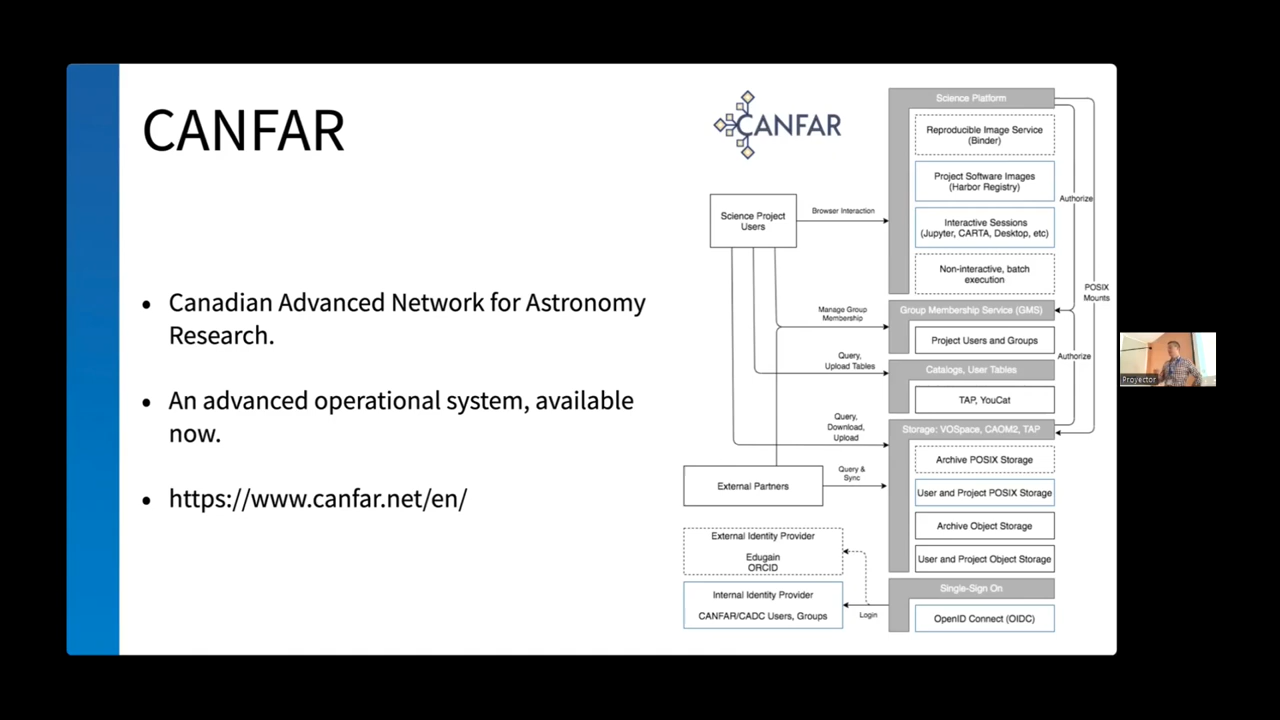 CANFAR
• Canadian Advanced Network for Astronomy
Research.
• An advanced operational system, available
now.
• https://www.canfar.net/en/
CANFAR
Science Project
Users
Browser Interaction
Manage Group
Membership
Query,
Upload Tables
Query,
Download,
Upload
External Partners
Query &
Sync
External Identity Provider
Edugain
ORCID
Internal Identity Provider
CANFAR/CADC Users, Groups
Login
Science Platform
Reproducible Image Service
(Binder)
Project Software Images
(Harbor Registry)
Interactive Sessions
(Jupyter, CARTA, Desktop, etc)
Non-interactive, batch
execution
Group Membership Service (GMS)
Project Users and Groups
Catalogs, User Tables
TAP, YouCat
Storage: VOSpace, CAOM2, TAP
Archive POSIX Storage
User and Project POSIX Storage
Archive Object Storage
User and Project Object Storage
Single-Sign On
OpenID Connect (OIDC)
Authorize
POSIX
Mounts
Authorize
Proyector